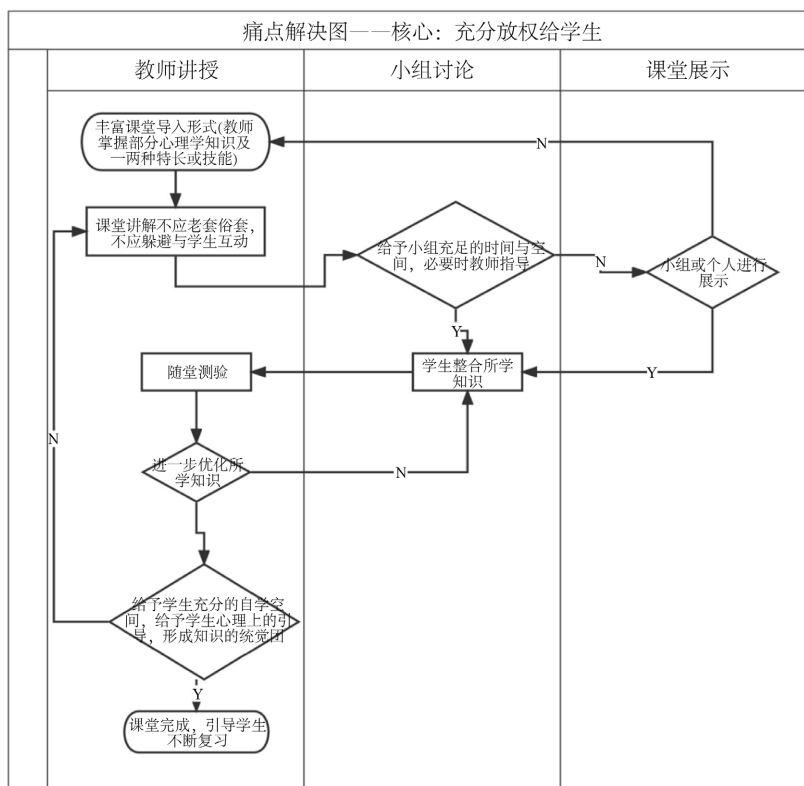 痛点解决图——核心：充分放权给学生
教师讲授
小组讨论
课堂展示
丰富课堂导入形式(教师
掌握部分心理学知识及
一两种特长或技能)
N
课堂讲解不应老套俗套，
不应躲避与学生互动
给予小组充足的时间与空
间，必要时教师指导
N
小组或个人进行
展示
Y
随堂测验
学生整合所学
知识
Y
N
进一步优化所
学知识
N
给予学生充分的自学空
间，给予学生心理上的引
导，形成知识的统觉团
Y
课堂完成，引导学生
不断复习